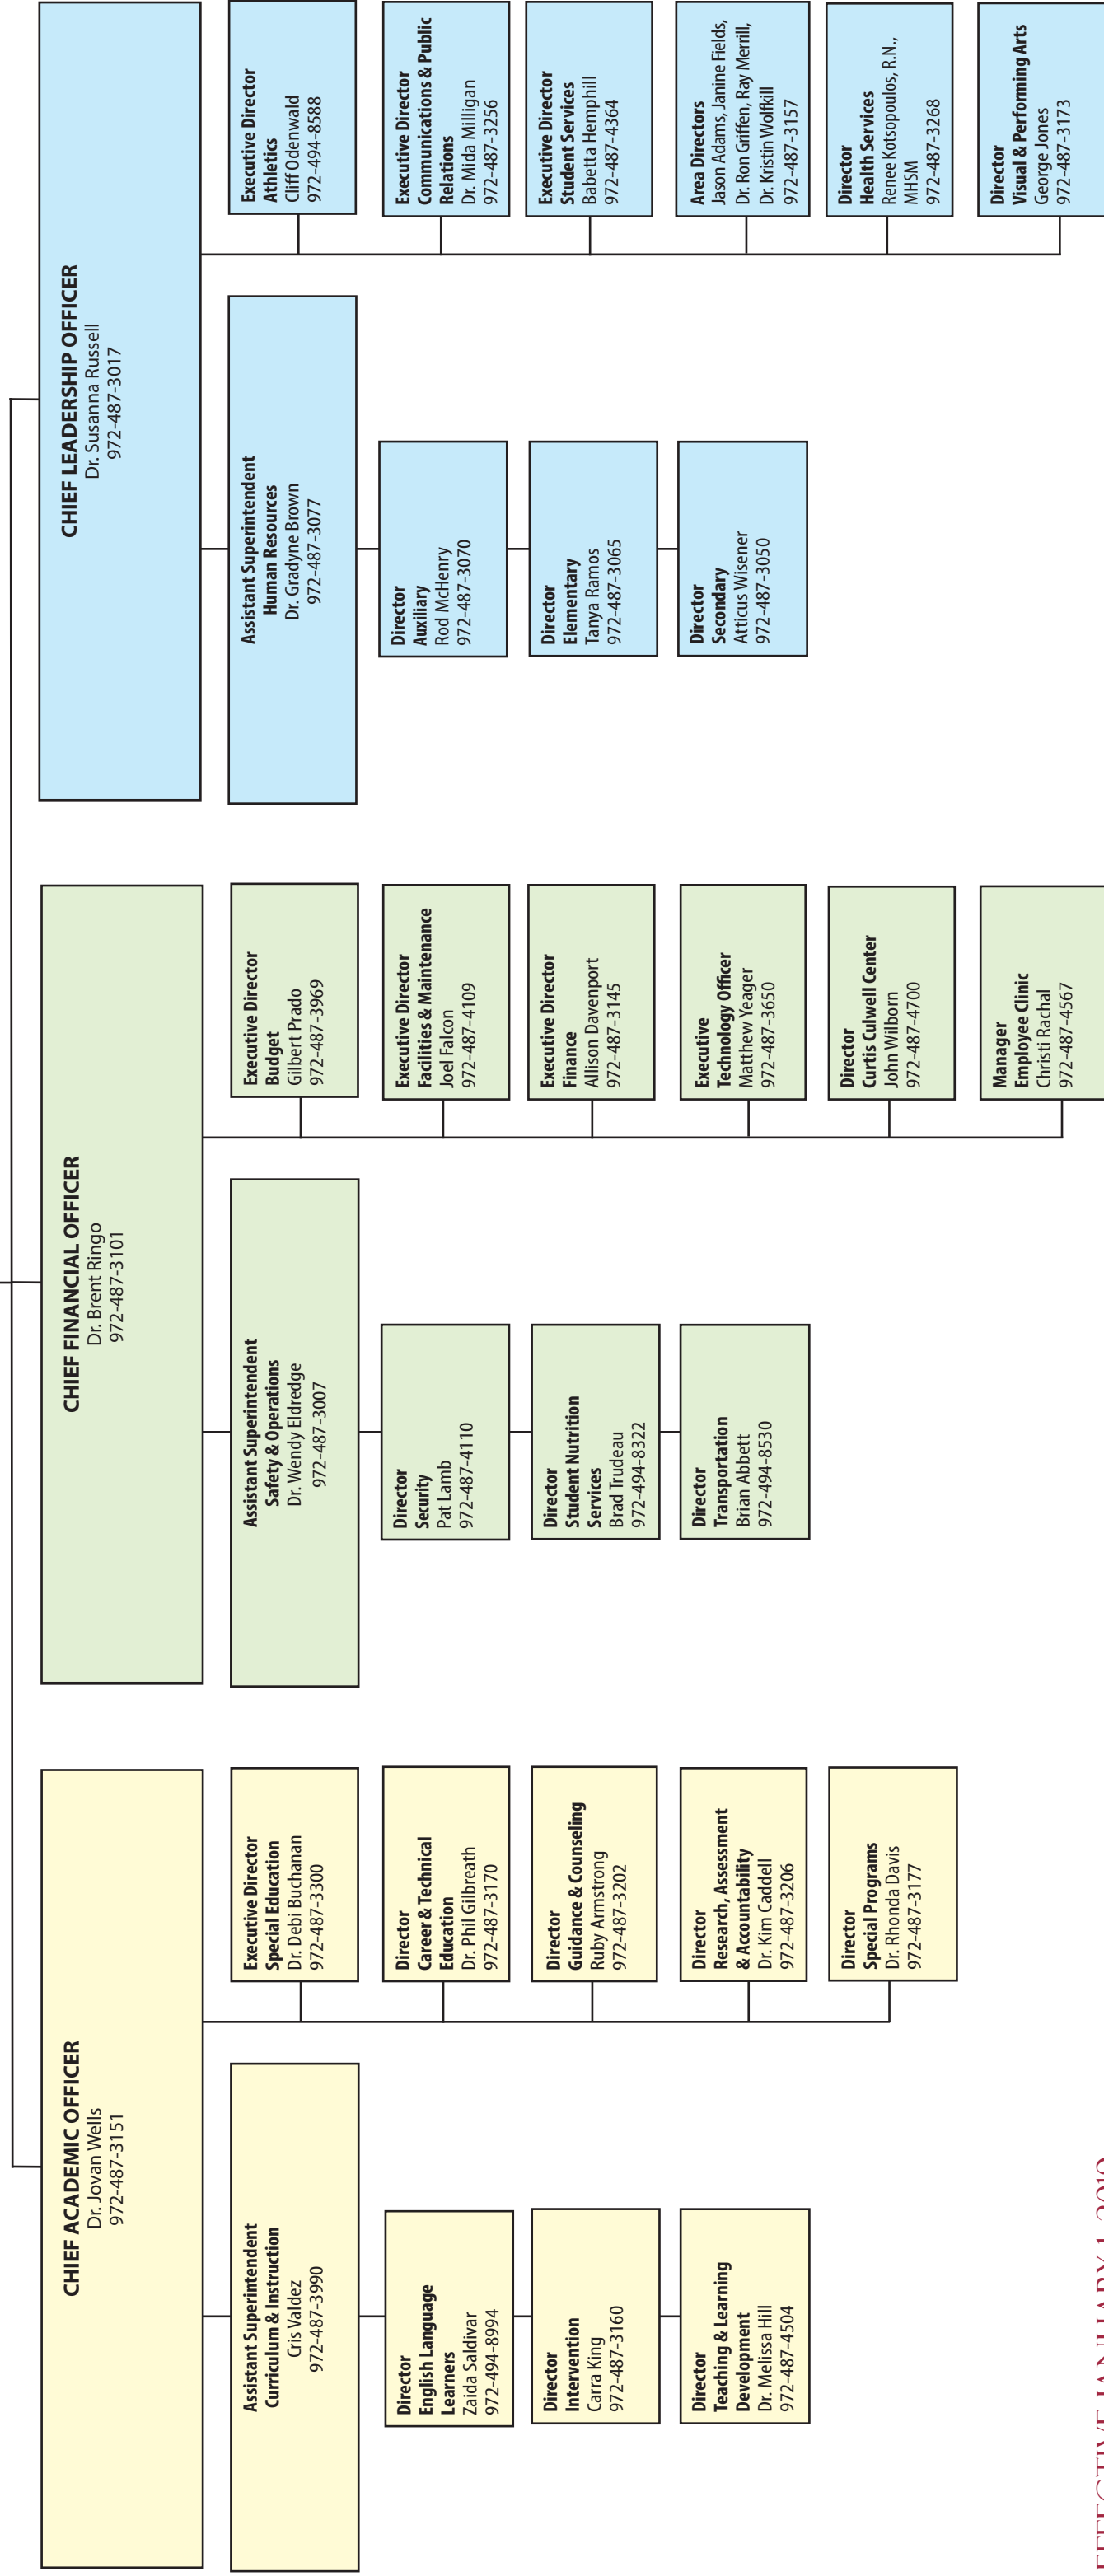 CHIEF ACADEMIC OFFICER
Dr. Jovan Wells
972-487-3151
Assistant Superintendent
Curriculum & Instruction
Cris Valdez
972-487-3990
Director
English Language
Learners
Zaida Saldivar
972-494-8994
Director
Intervention
Carra King
972-487-3160
Director
Teaching & Learning
Development
Dr. Melissa Hill
972-487-4504
Executive Director
Special Education
Dr. Debi Buchanan
972-487-3300
Director
Career & Technical
Education
Dr. Phil Gilbreath
972-487-3170
Director
Guidance & Counseling
Ruby Armstrong
972-487-3202
Director
Research, Assessment
& Accountability
Dr. Kim Caddell
972-487-3206
Director
Special Programs
Dr. Rhonda Davis
972-487-3177
CHIEF FINANCIAL OFFICER
Dr. Brent Ringo
972-487-3101
Assistant Superintendent
Safety & Operations
Dr. Wendy Eldredge
972-487-3007
Director
Security
Pat Lamb
972-487-4110
Director
Student Nutrition
Services
Brad Trudeau
972-494-8322
Director
Transportation
Brian Abbett
972-494-8530
Executive Director
Budget
Gilbert Prado
972-487-3969
Executive Director
Facilities & Maintenance
Joel Falcon
972-487-4109
Executive Director
Finance
Allison Davenport
972-487-3145
Executive
Technology Officer
Matthew Yeager
972-487-3650
Director
Curtis Culwell Center
John Wilborn
972-487-4700
Manager
Employee Clinic
Christi Rachal
972-487-4567
CHIEF LEADERSHIP OFFICER
Dr. Susanna Russell
972-487-3017
Assistant Superintendent
Human Resources
Dr. Gradyne Brown
972-487-3077
Director
Auxiliary
Rod McHenry
972-487-3070
Director
Elementary
Tanya Ramos
972-487-3065
Director
Secondary
Atticus Wisener
972-487-3050
Executive Director
Athletics
Cliff Odenwald
972-494-8588
Executive Director
Communications & Public
Relations
Dr. Mida Milligan
972-487-3256
Executive Director
Student Services
Babetta Hemphill
972-487-4364
Area Directors
Jason Adams, Janine Fields,
Dr. Ron Griffen, Ray Merrill,
Dr. Kristin Wolfkill
972-487-3157
Director
Health Services
Renee Kotsopoulos, R.N.,
MHSM
972-487-3268
Director
Visual & Performing Arts
George Jones
972-487-3173
EFFECTIVE JANUARY 1, 2019